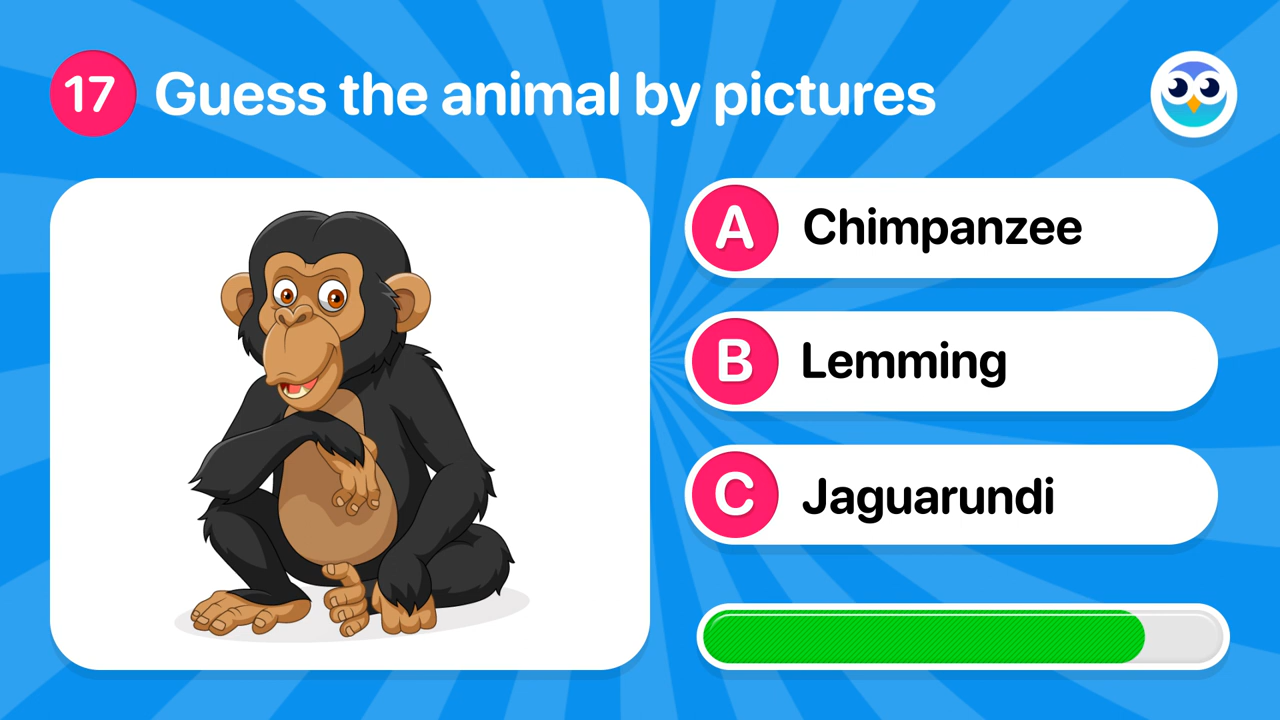 17 Guess the animal by pictures
A Chimpanzee
B Lemming
C Jaguarundi